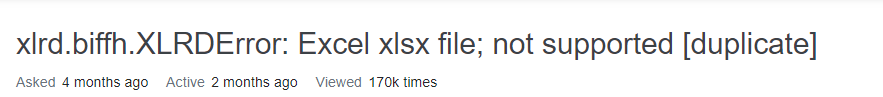 xlrd.biffh.XLRDError: Excel xlsx file; not supported [duplicate]
Asked 4 months ago Active 2 months ago Viewed 170k times